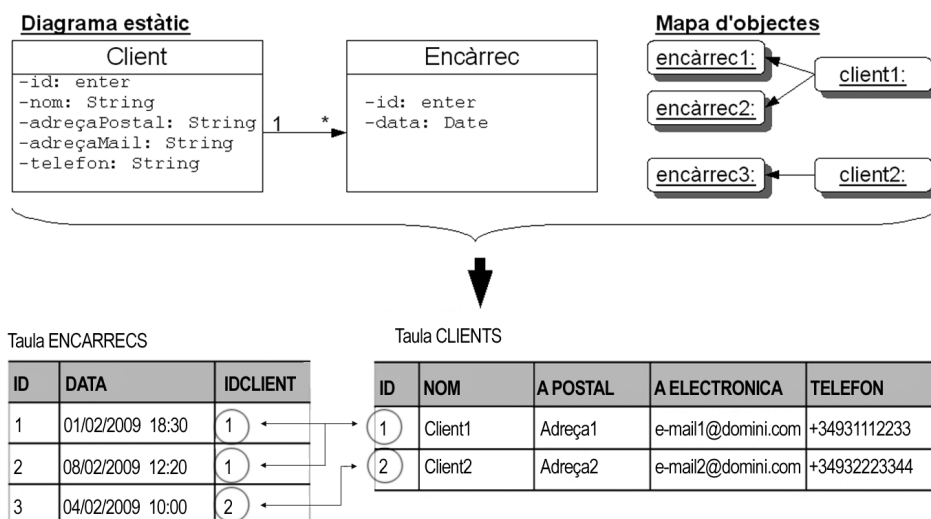 Diagrama estàtic
Client
-id: enter
-nom: String
-adreçaPostal: String
-adreçaMail: String
-telefon: String
1 *
Encàrrec
-id: enter
-data: Date
Mapa d'objectes
encàrrec1:
client1:
encàrrec2:
encàrrec3:
client2:
Taula ENCARRECS
ID DATA IDCLIENT
1 01/02/2009 18:30 1
2 08/02/2009 12:20 1
3 04/02/2009 10:00 2
Taula CLIENTS
ID NOM A POSTAL A ELECTRONICA TELEFON
1 Client1 Adreça1 e-mail1@domini.com +34931112233
2 Client2 Adreça2 e-mail2@domini.com +34932223344